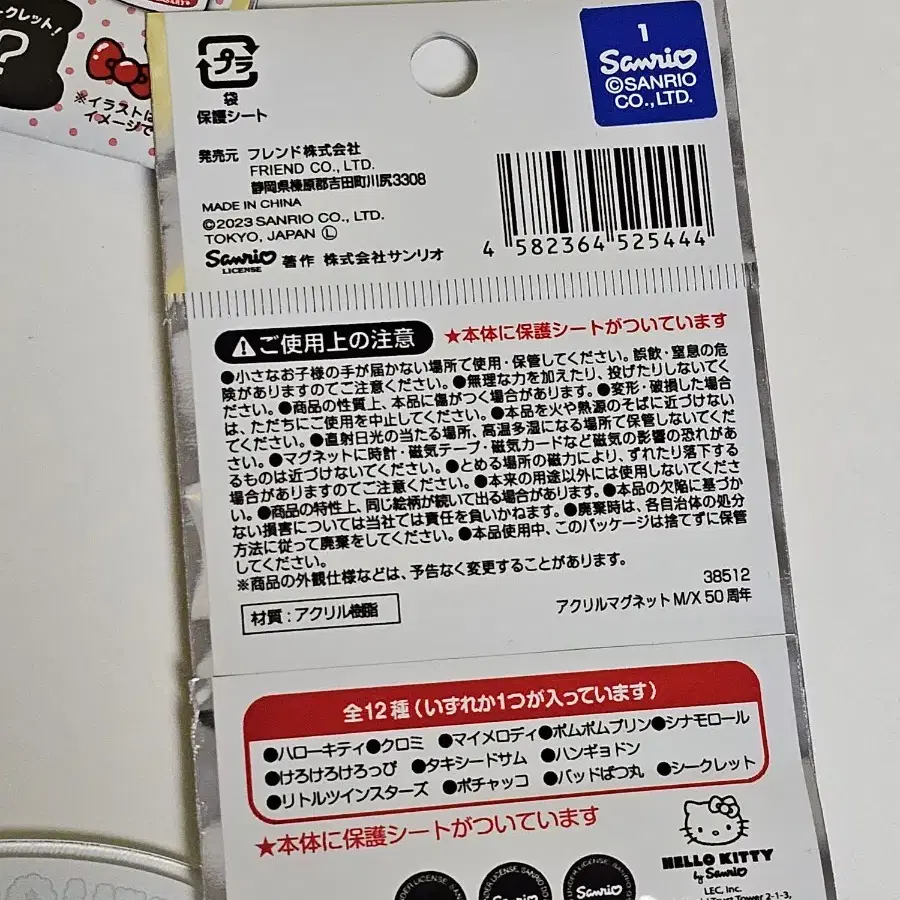 ークレット!
?
※イラストは
イメージで
プラ
袋
保護シート
1
Sanrio
©SANRIO
CO.,LTD.
発売元 フレンド株式会社
FRIEND CO., LTD.
静岡県榛原郡吉田町川尻3308
MADE IN CHINA
©2023 SANRIO CO., LTD.
TOKYO, JAPAN Ⓛ
Sanrio
LICENSE
著作 株式会社サンリオ
4 582364 525444
ご使用上の注意
★本体に保護シートがついています
●小さなお子様の手が届かない場所で使用・保管してください。誤飲・窒息の危
険がありますのでご注意ください。●無理な力を加えたり、投げたりしないでく
ださい。●商品の性質上、本品に傷がつく場合があります。●変形・破損した場合
は、ただちにご使用を中止してください。●本品を火や熱源のそばに近づけない
でください。●直射日光の当たる場所、高温多湿になる場所で保管しないでくだ
さい。●マグネットに時計・磁気テープ・磁気カードなど磁気の影響の恐れがあ
るものは近づけないでください。●とめる場所の磁力により、ずれたり落下する
場合がありますのでご注意ください。●本来の用途以外には使用しないでくださ
い。●商品の特性上、同じ絵柄が続いて出る場合があります。●本品の欠陥に基づか
ない損害については当社では責任を負いかねます。●廃棄時は、各自治体の処分
方法に従って廃棄をしてください。●本品使用中、このパッケージは捨てずに保管
してください。
※商品の外観仕様などは、予告なく変更することがあります。
38512
材質:アクリル樹脂
アクリルマグネットM/X 50周年
全12種(いずれか1つが入っています)
●ハローキティ●クロミ ●マイメロディ●ポムポムプリン●シナモロール
●けろけろけろっぴ ●タキシードサム ●ハンギョドン
●リトルツインスターズ ●ポチャッコ ●バッドばつ丸 ●シークレット
★本体に保護シートがついています
HELLO KITTY
by Sanrio
LEC, Inc.
Trust Tower 2-1-3,
UNDER LICENSE
Sanrio
Sanrio